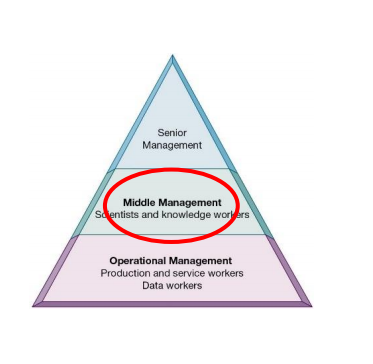 Senior
Management
Middle Management
Scientists and knowledge workers
Operational Management
Production and service workers
Data workers